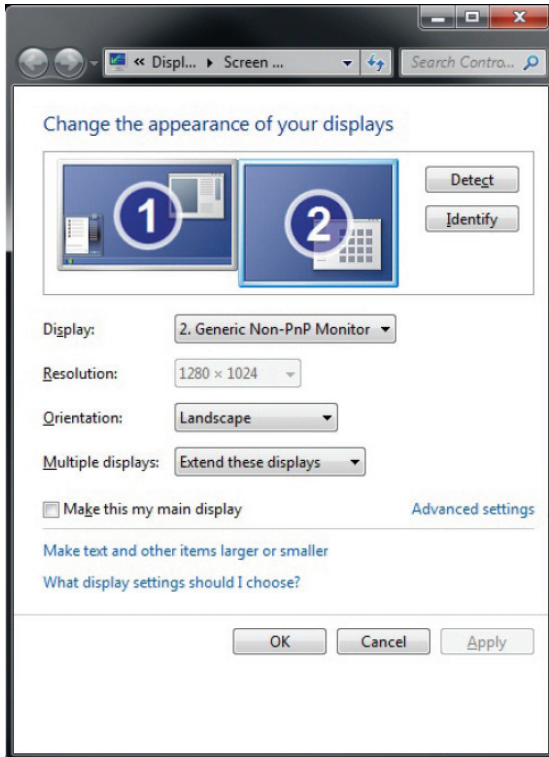 « Displ... ▸ Screen ...
Search Contro...
Change the appearance of your displays
1
2
Detect
Identify
Display: 2. Generic Non-PnP Monitor
Resolution: 1280 × 1024
Orientation: Landscape
Multiple displays: Extend these displays
Make this my main display Advanced settings
Make text and other items larger or smaller
What display settings should I choose?
OK Cancel Apply